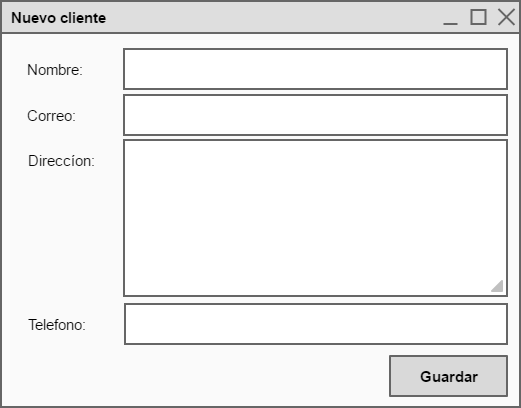 Nuevo cliente
Nombre:
Correo:
Direccíon:
Telefono:
Guardar